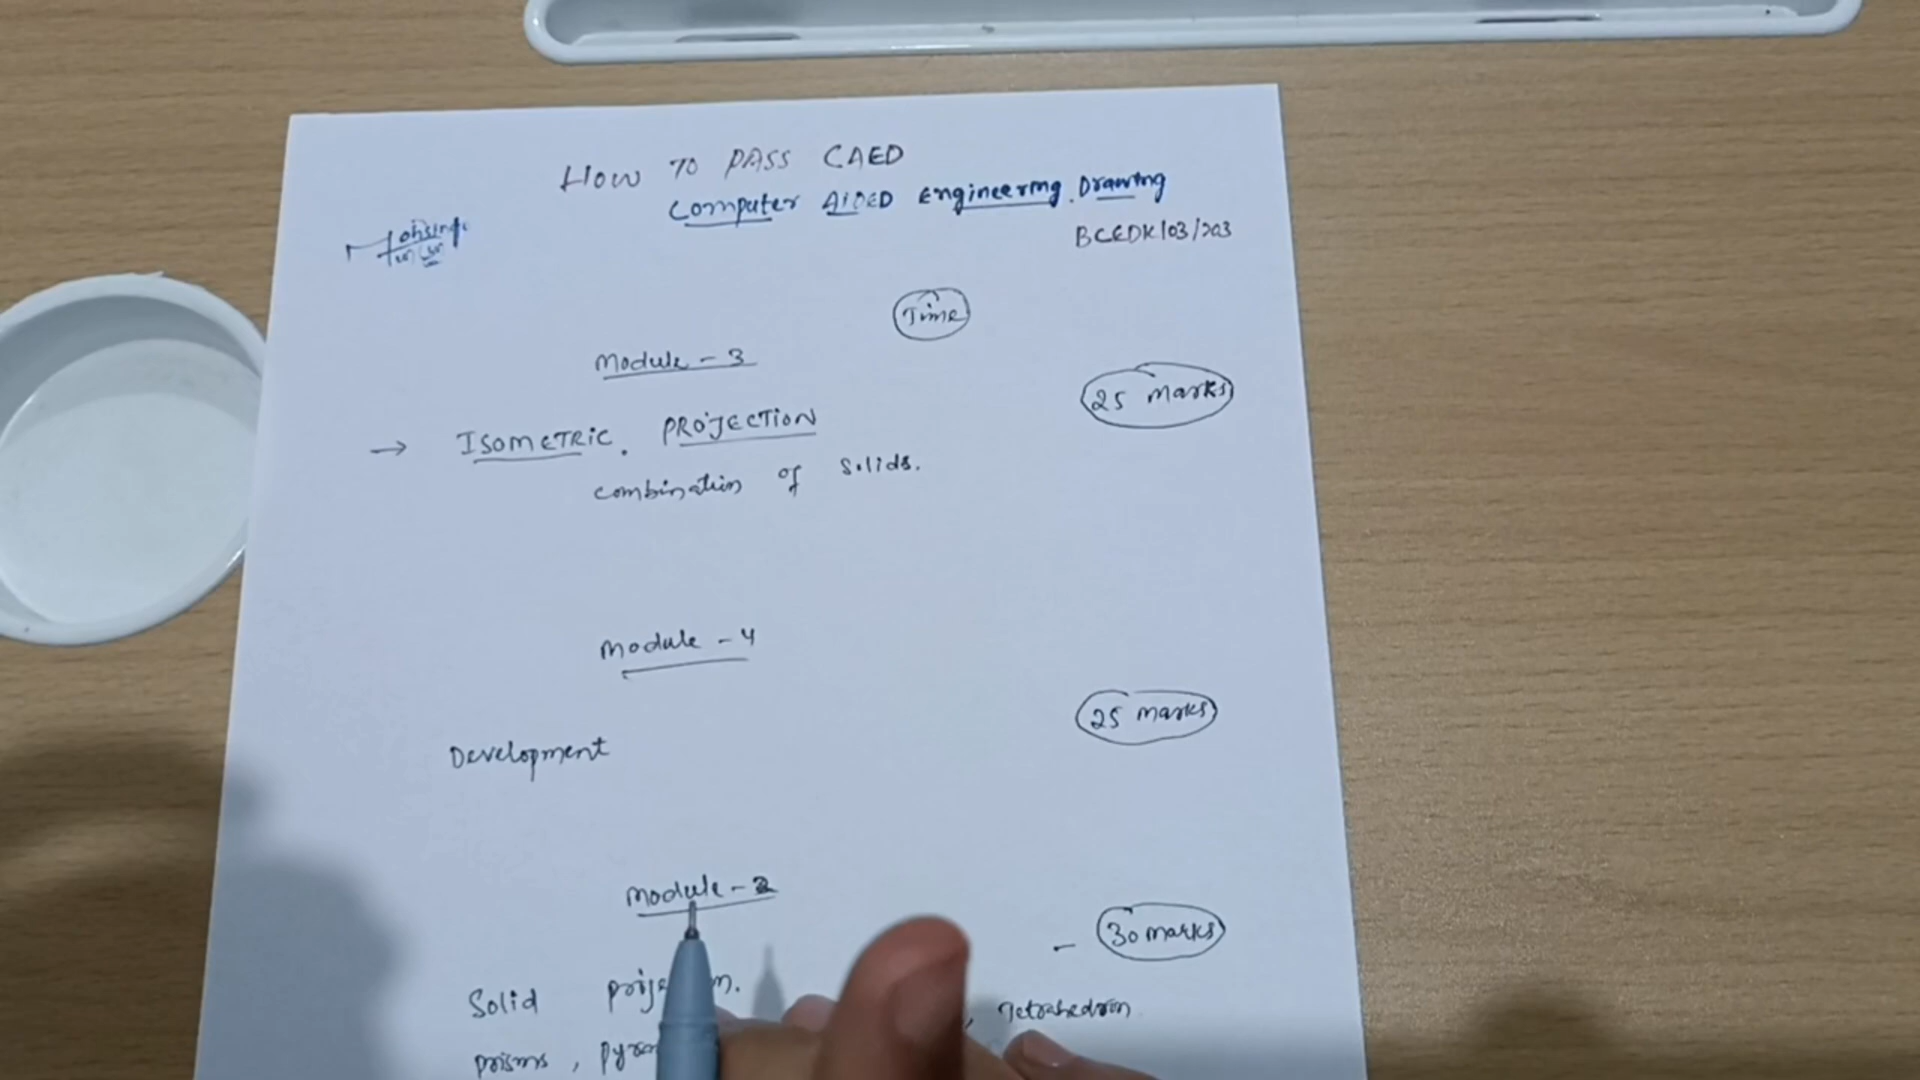 HOW TO PASS CAED
Computer AIDED Engineering Drawing
BCEDK103/203
Time
Module - 3
25 marks
→ ISOMETRIC PROJECTION
combination of solids.
Module - 4
25 marks
Development
Module - 2
- 30 marks
Solid
, Tetrahedron
prisms,